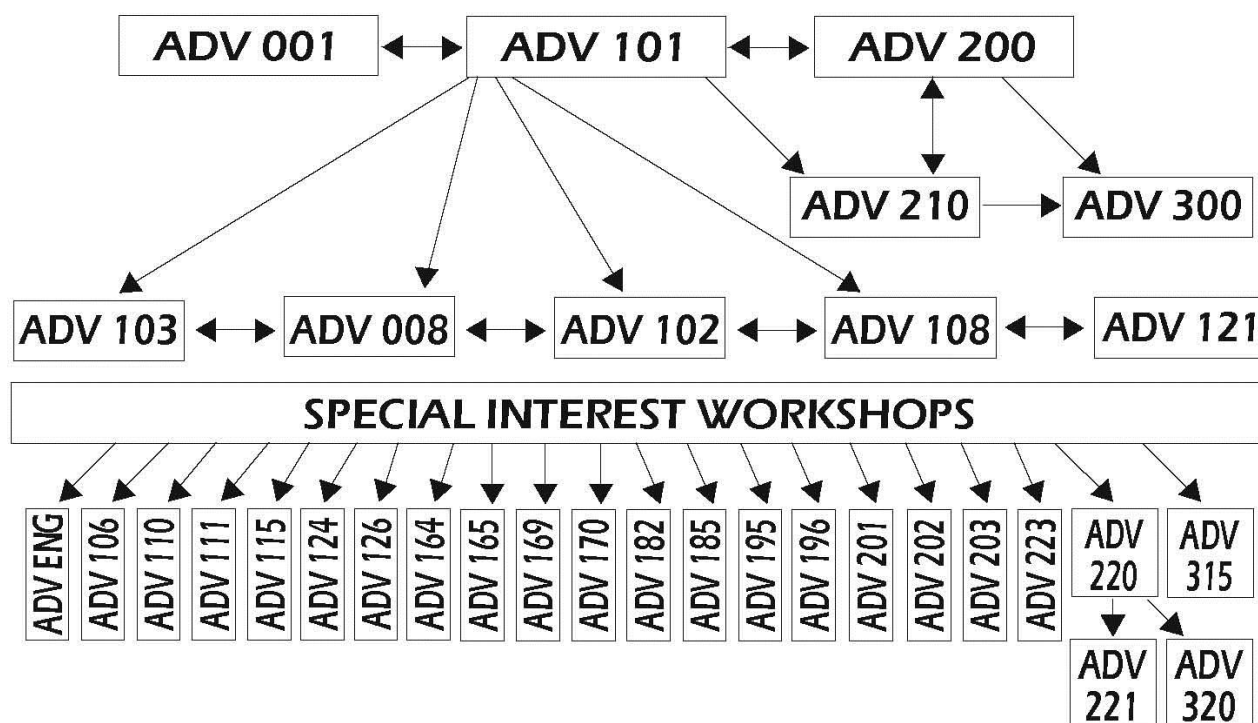 ADV 001
ADV 101
ADV 200
ADV 210
ADV 300
ADV 103
ADV 008
ADV 102
ADV 108
ADV 121
SPECIAL INTEREST WORKSHOPS
ADV ENG
ADV 106
ADV 110
ADV 111
ADV 115
ADV 124
ADV 126
ADV 164
ADV 165
ADV 169
ADV 170
ADV 182
ADV 185
ADV 195
ADV 196
ADV 201
ADV 202
ADV 203
ADV 223
ADV
220
ADV
315
ADV
221
ADV
320